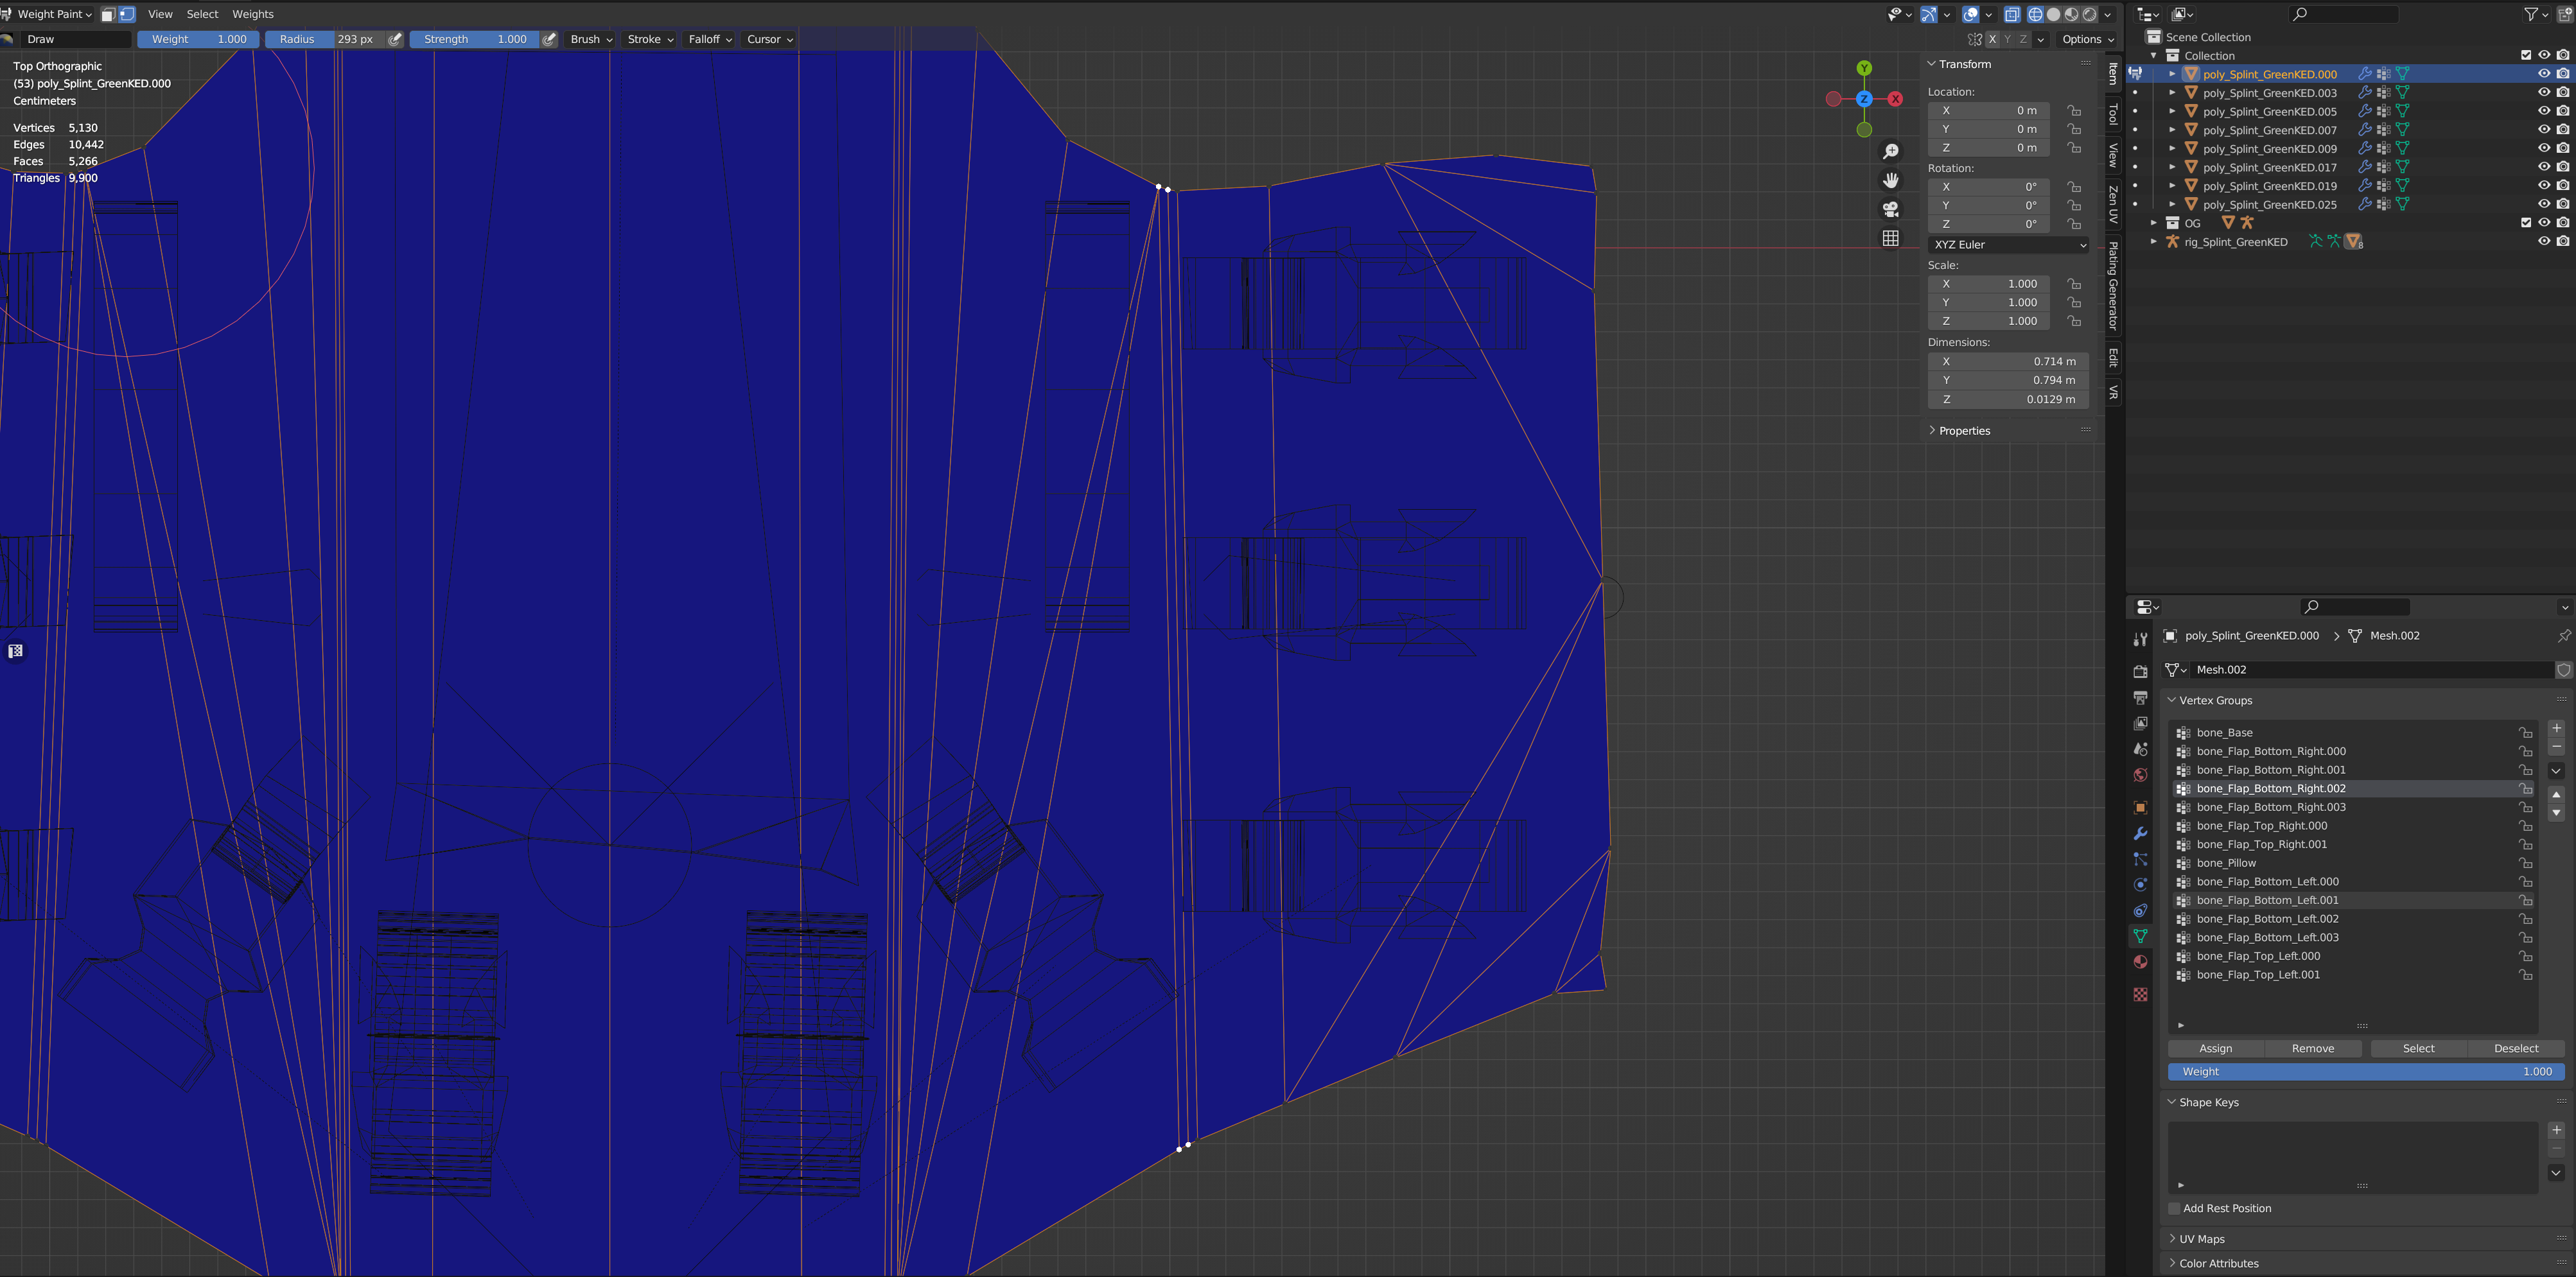 Weight Paint View Select Weights
Draw Weight 1.000 Radius 293 px Strength 1.000 Brush Stroke Falloff Cursor X Y Z Options
Top Orthographic
(53) poly_Splint_GreenKED.000
Centimeters
Vertices 5,130
Edges 10,442
Faces 5,266
Triangles 9,900
Y
Z
X
Transform
Location:
X 0 m
Y 0 m
Z 0 m
Rotation:
X 0°
Y 0°
Z 0°
XYZ Euler
Scale:
X 1.000
Y 1.000
Z 1.000
Dimensions:
X 0.714 m
Y 0.794 m
Z 0.0129 m
Properties
Item
Tool
View
Zen UV
Plating Generator
Edit
VR
Scene Collection
Collection
poly_Splint_GreenKED.000
poly_Splint_GreenKED.003
poly_Splint_GreenKED.005
poly_Splint_GreenKED.007
poly_Splint_GreenKED.009
poly_Splint_GreenKED.017
poly_Splint_GreenKED.019
poly_Splint_GreenKED.025
OG
rig_Splint_GreenKED 8
poly_Splint_GreenKED.000 > Mesh.002
Mesh.002
Vertex Groups
bone_Base
bone_Flap_Bottom_Right.000
bone_Flap_Bottom_Right.001
bone_Flap_Bottom_Right.002
bone_Flap_Bottom_Right.003
bone_Flap_Top_Right.000
bone_Flap_Top_Right.001
bone_Pillow
bone_Flap_Bottom_Left.000
bone_Flap_Bottom_Left.001
bone_Flap_Bottom_Left.002
bone_Flap_Bottom_Left.003
bone_Flap_Top_Left.000
bone_Flap_Top_Left.001
Assign Remove Select Deselect
Weight 1.000
Shape Keys
Add Rest Position
UV Maps
Color Attributes